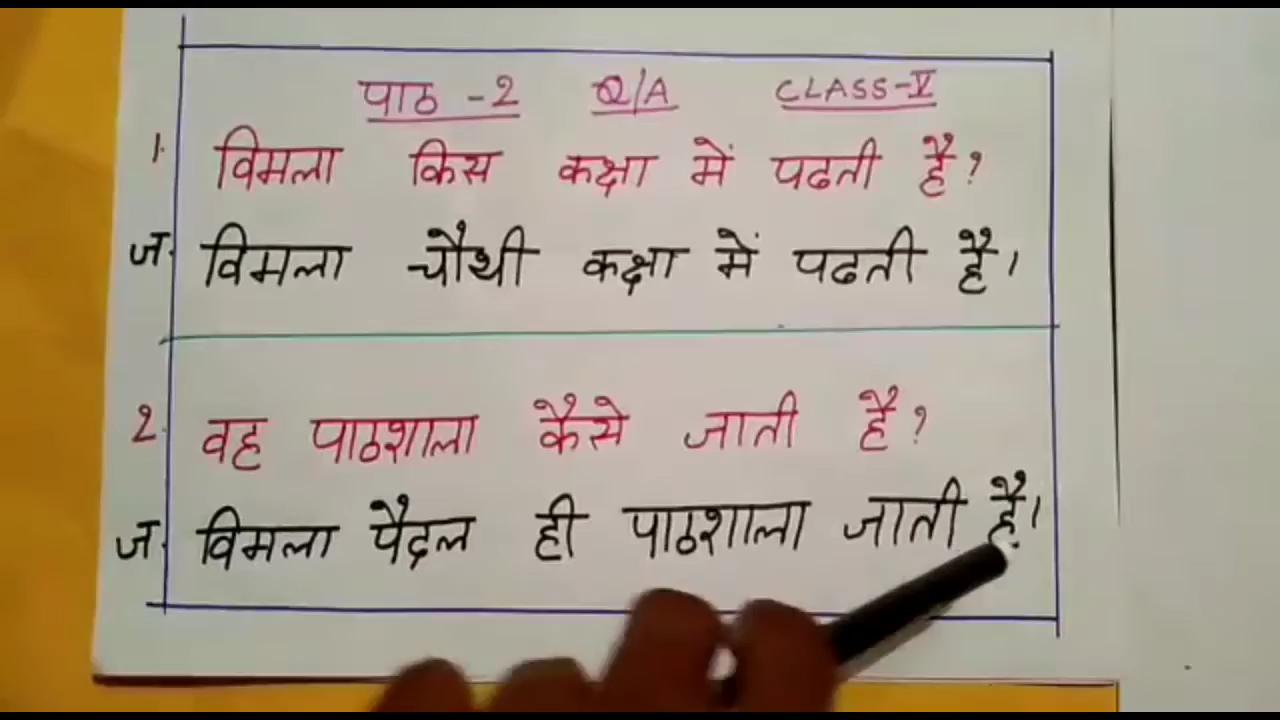 पाठ -2 Q/A CLASS-V
1. विमला किस कक्षा में पढती है?
ज. विमला चौथी कक्षा में पढती है।
2. वह पाठशाला कैसे जाती है?
ज. विमला पैदल ही पाठशाला जाती है।